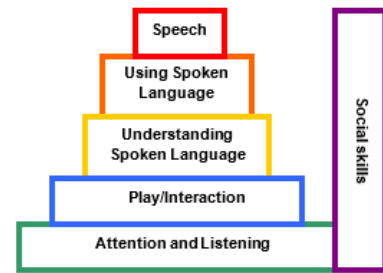 Speech
Using Spoken
Language
Understanding
Spoken Language
Play/Interaction
Attention and Listening
Social skills